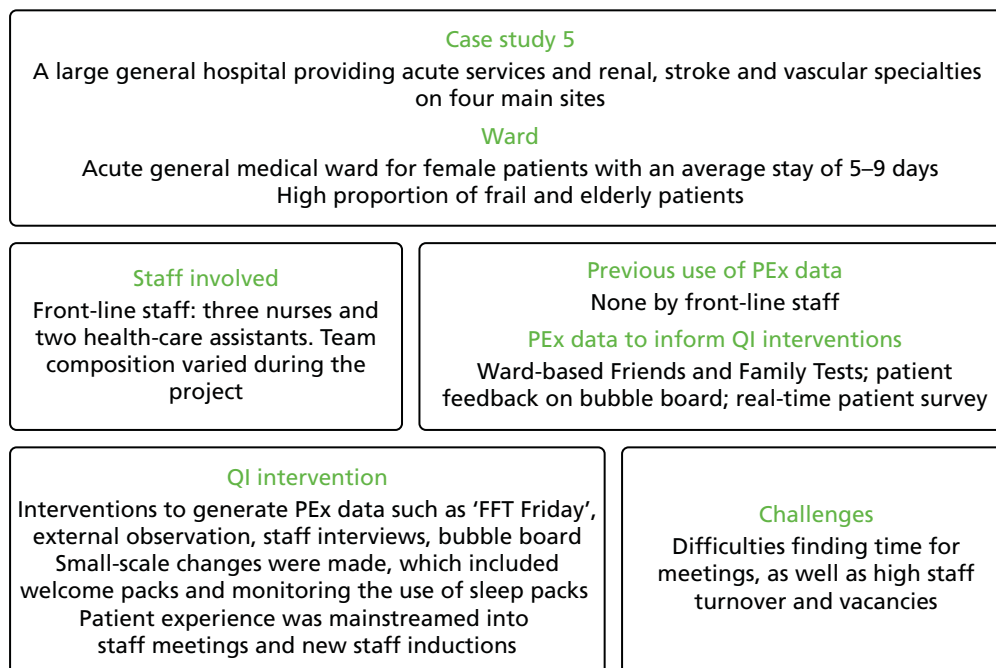 Case study 5
A large general hospital providing acute services and renal, stroke and vascular specialties
on four main sites
Ward
Acute general medical ward for female patients with an average stay of 5–9 days
High proportion of frail and elderly patients
Staff involved
Front-line staff: three nurses and
two health-care assistants. Team
composition varied during the
project
Previous use of PEx data
None by front-line staff
PEx data to inform QI interventions
Ward-based Friends and Family Tests; patient
feedback on bubble board; real-time patient survey
QI intervention
Interventions to generate PEx data such as ‘FFT Friday’,
external observation, staff interviews, bubble board
Small-scale changes were made, which included
welcome packs and monitoring the use of sleep packs
Patient experience was mainstreamed into
staff meetings and new staff inductions
Challenges
Difficulties finding time for
meetings, as well as high staff
turnover and vacancies